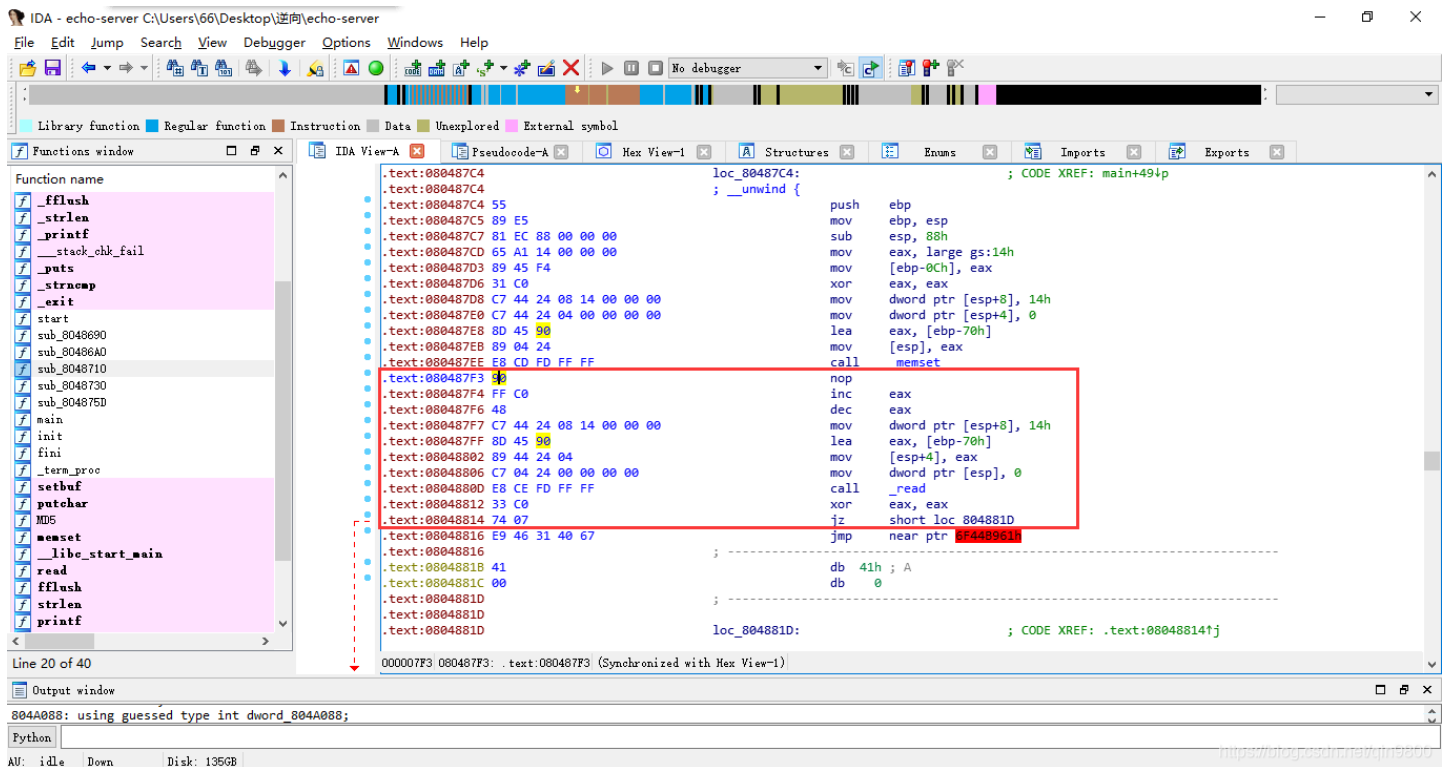 IDA - echo-server C:\Users\66\Desktop\逆向\echo-server
File Edit Jump Search View Debugger Options Windows Help
No debugger
Library function Regular function Instruction Data Unexplored External symbol
Functions window
IDA View-A Pseudocode-A Hex View-1 Structures Enums Imports Exports
Function name
_fflush
_strlen
_printf
___stack_chk_fail
_puts
_strncmp
_exit
start
sub_8048690
sub_80486A0
sub_8048710
sub_8048730
sub_804875D
main
init
fini
_term_proc
setbuf
putchar
MD5
memset
__libc_start_main
read
fflush
strlen
printf
Line 20 of 40
.text:080487C4 loc_80487C4: ; CODE XREF: main+49↓p
.text:080487C4 ; __unwind {
.text:080487C4 55 push ebp
.text:080487C5 89 E5 mov ebp, esp
.text:080487C7 81 EC 88 00 00 00 sub esp, 88h
.text:080487CD 65 A1 14 00 00 00 mov eax, large gs:14h
.text:080487D3 89 45 F4 mov [ebp-0Ch], eax
.text:080487D6 31 C0 xor eax, eax
.text:080487D8 C7 44 24 08 14 00 00 00 mov dword ptr [esp+8], 14h
.text:080487E0 C7 44 24 04 00 00 00 00 mov dword ptr [esp+4], 0
.text:080487E8 8D 45 90 lea eax, [ebp-70h]
.text:080487EB 89 04 24 mov [esp], eax
.text:080487EE E8 CD FD FF FF call _memset
.text:080487F3 90 nop
.text:080487F4 FF C0 inc eax
.text:080487F6 48 dec eax
.text:080487F7 C7 44 24 08 14 00 00 00 mov dword ptr [esp+8], 14h
.text:080487FF 8D 45 90 lea eax, [ebp-70h]
.text:08048802 89 44 24 04 mov [esp+4], eax
.text:08048806 C7 04 24 00 00 00 00 mov dword ptr [esp], 0
.text:0804880D E8 CE FD FF FF call _read
.text:08048812 33 C0 xor eax, eax
.text:08048814 74 07 jz short loc_804881D
.text:08048816 E9 46 31 40 67 jmp near ptr 6F44B961h
.text:08048816 ; ---------------------------------------------------------------------------
.text:0804881B 41 db 41h ; A
.text:0804881C 00 db 0
.text:0804881D ; ---------------------------------------------------------------------------
.text:0804881D
.text:0804881D loc_804881D: ; CODE XREF: .text:08048814↑j
000007F3 080487F3: .text:080487F3 (Synchronized with Hex View-1)
Output window
804A088: using guessed type int dword_804A088;
Python
AU: idle Down Disk: 135GB
https://blog.csdn.net/qin9800